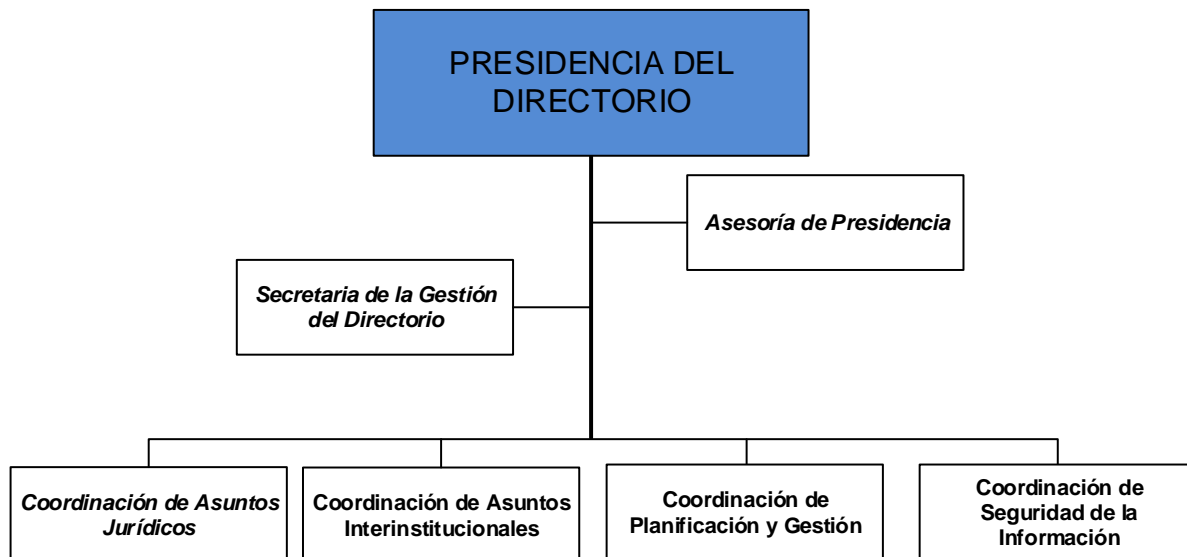 PRESIDENCIA DEL
DIRECTORIO
Asesoría de Presidencia
Secretaria de la Gestión
del Directorio
Coordinación de Asuntos
Jurídicos
Coordinación de Asuntos
Interinstitucionales
Coordinación de
Planificación y Gestión
Coordinación de
Seguridad de la
Información